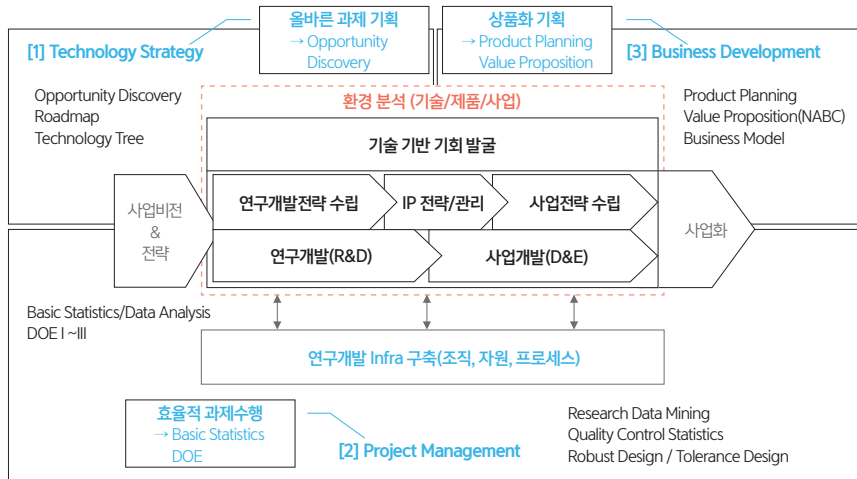 올바른 과제 기획
→ Opportunity
Discovery
상품화 기획
→ Product Planning
Value Proposition
[1] Technology Strategy
[3] Business Development
Opportunity Discovery
Roadmap
Technology Tree
환경 분석 (기술/제품/사업)
Product Planning
Value Proposition(NABC)
Business Model
기술 기반 기회 발굴
사업비전
&
전략
연구개발전략 수립
IP 전략/관리
사업전략 수립
사업화
연구개발(R&D)
사업개발(D&E)
Basic Statistics/Data Analysis
DOE I ~III
연구개발 Infra 구축(조직, 자원, 프로세스)
효율적 과제수행
→ Basic Statistics
DOE
[2] Project Management
Research Data Mining
Quality Control Statistics
Robust Design / Tolerance Design